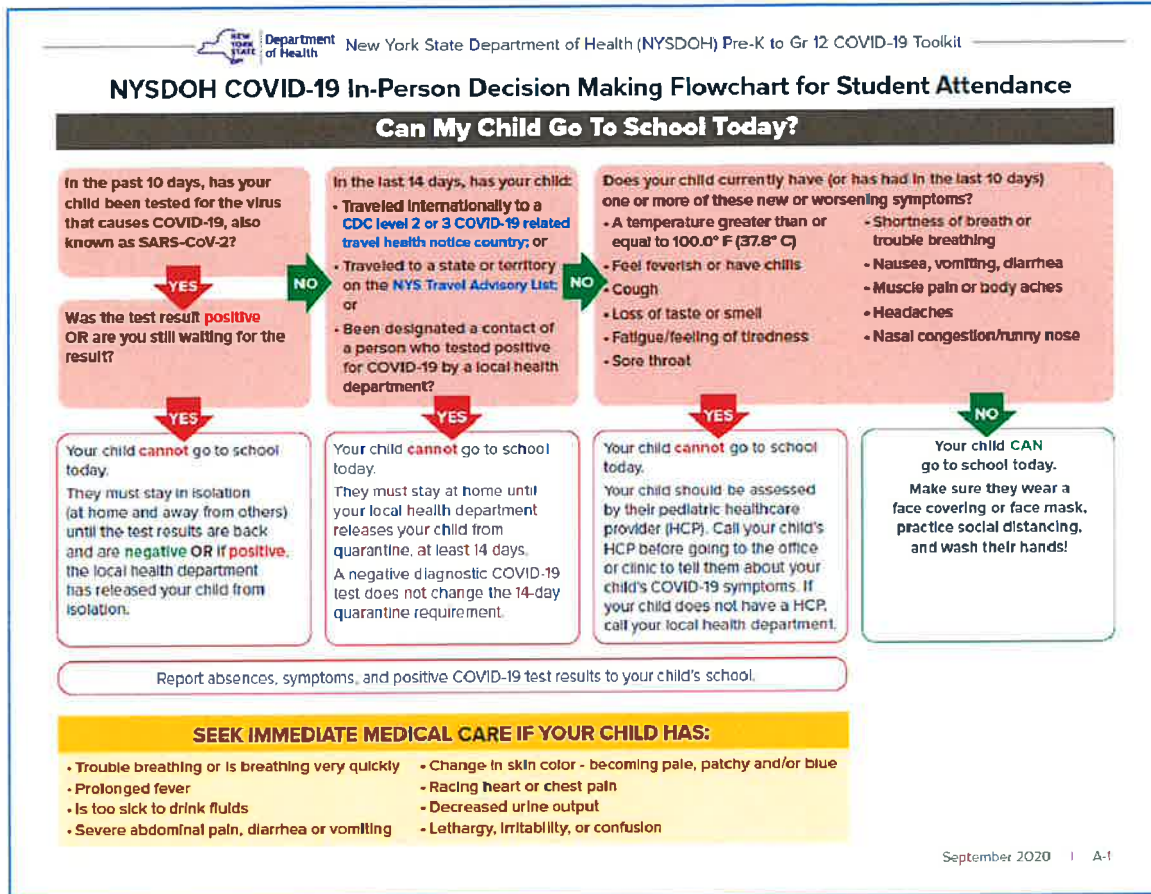 NEW YORK STATE
Department of Health
New York State Department of Health (NYSDOH) Pre-K to Gr 12 COVID-19 Toolkit
NYSDOH COVID-19 In-Person Decision Making Flowchart for Student Attendance
Can My Child Go To School Today?
In the past 10 days, has your
child been tested for the virus
that causes COVID-19, also
known as SARS-CoV-2?
YES
Was the test result positive
OR are you still waiting for the
result?
NO
In the last 14 days, has your child:
• Traveled internationally to a
CDC level 2 or 3 COVID-19 related
travel health notice country; or
• Traveled to a state or territory
on the NYS Travel Advisory List;
or
• Been designated a contact of
a person who tested positive
for COVID-19 by a local health
department?
NO
Does your child currently have (or has had in the last 10 days)
one or more of these new or worsening symptoms?
• A temperature greater than or
equal to 100.0° F (37.8° C)
• Feel feverish or have chills
• Cough
• Loss of taste or smell
• Fatigue/feeling of tiredness
• Sore throat
• Shortness of breath or
trouble breathing
• Nausea, vomiting, diarrhea
• Muscle pain or body aches
• Headaches
• Nasal congestion/runny nose
YES
Your child cannot go to school
today.
They must stay in isolation
(at home and away from others)
until the test results are back
and are negative OR if positive,
the local health department
has released your child from
isolation.
YES
Your child cannot go to school
today.
They must stay at home until
your local health department
releases your child from
quarantine, at least 14 days.
A negative diagnostic COVID-19
test does not change the 14-day
quarantine requirement.
YES
Your child cannot go to school
today.
Your child should be assessed
by their pediatric healthcare
provider (HCP). Call your child's
HCP before going to the office
or clinic to tell them about your
child's COVID-19 symptoms. If
your child does not have a HCP,
call your local health department.
NO
Your child CAN
go to school today.
Make sure they wear a
face covering or face mask,
practice social distancing,
and wash their hands!
Report absences, symptoms, and positive COVID-19 test results to your child's school.
SEEK IMMEDIATE MEDICAL CARE IF YOUR CHILD HAS:
• Trouble breathing or is breathing very quickly
• Prolonged fever
• Is too sick to drink fluids
• Severe abdominal pain, diarrhea or vomiting
• Change in skin color - becoming pale, patchy and/or blue
• Racing heart or chest pain
• Decreased urine output
• Lethargy, irritability, or confusion
September 2020 | A-1